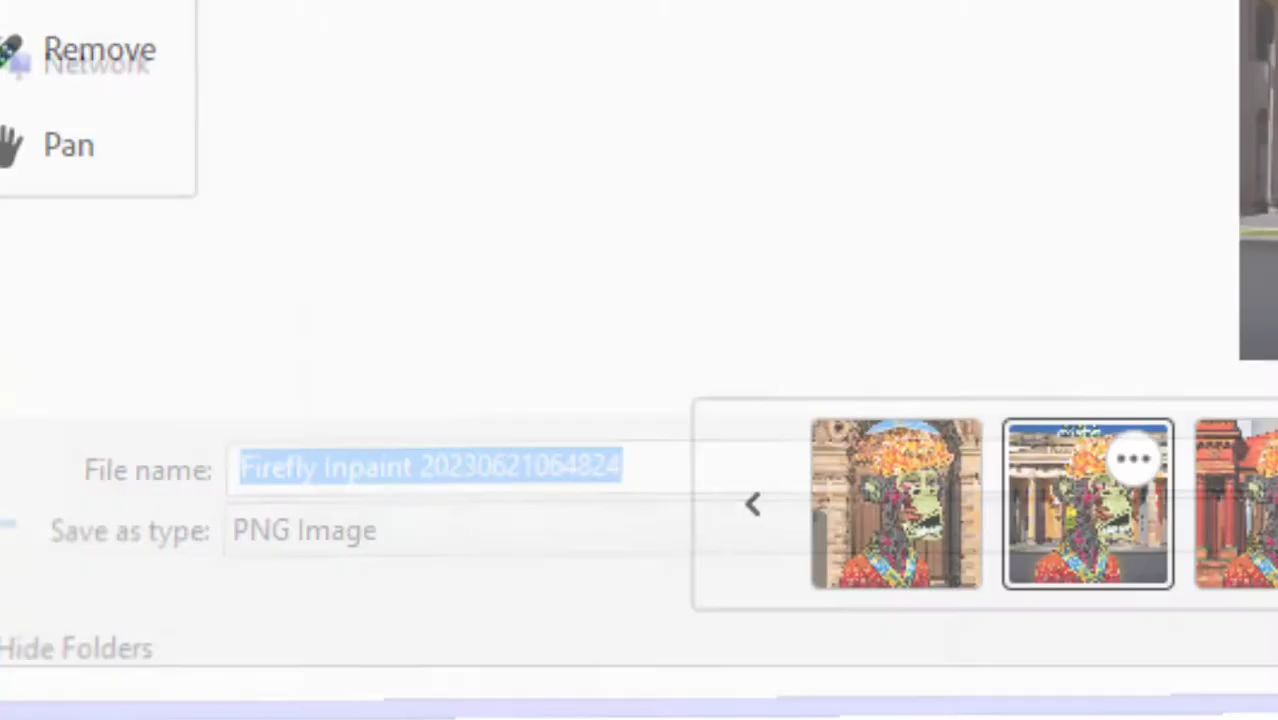 Remove
Network
Pan
File name: Firefly Inpaint 20230621064824
Save as type: PNG Image
Hide Folders